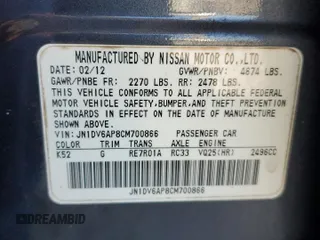 MANUFACTURED BY NISSAN MOTOR CO.,LTD.
DATE: 02/12 GVWR/PNBV: 4874 LBS.
GAWR/PNBE FR: 2270 LBS. RR: 2478 LBS.
THIS VEHICLE CONFORMS TO ALL APPLICABLE
FEDERAL MOTOR VEHICLE
SAFETY,BUMPER,AND THEFT PREVENTION
STANDARDS IN EFFECT ON THE
DATE OF MANUFACTURE
SHOWN ABOVE.
VIN: JN1DV6AP8CM700866 PASSENGER CAR
COLOR TRIM TRANS AXLE ENGINE
K52 G RE7R01A RC33 VQ25(HR) 2496CC
JN1DV6AP8CM700866
DREAMBID